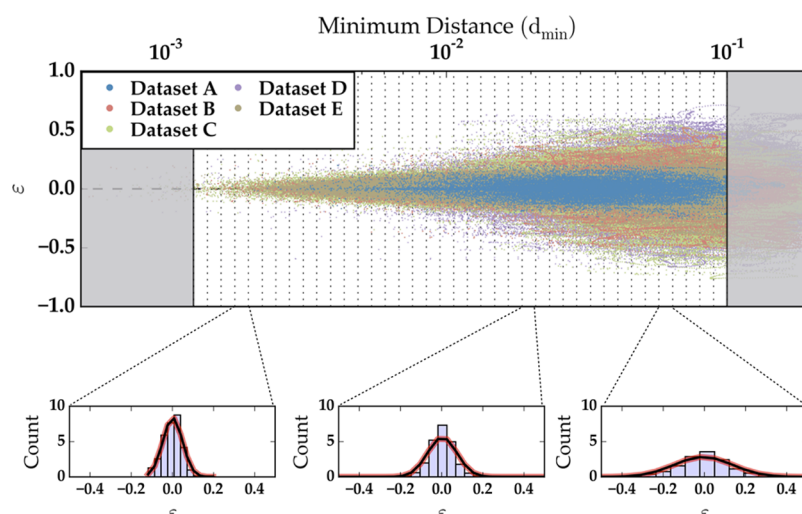 Minimum Distance (d_min)
10^-3 10^-2 10^-1
1.0
0.5
0.0
−0.5
−1.0
ε
Dataset A
Dataset B
Dataset C
Dataset D
Dataset E
10
5
0
Count
−0.4 −0.2 0.0 0.2 0.4
ε
10
5
0
Count
−0.4 −0.2 0.0 0.2 0.4
ε
10
5
0
Count
−0.4 −0.2 0.0 0.2 0.4
ε